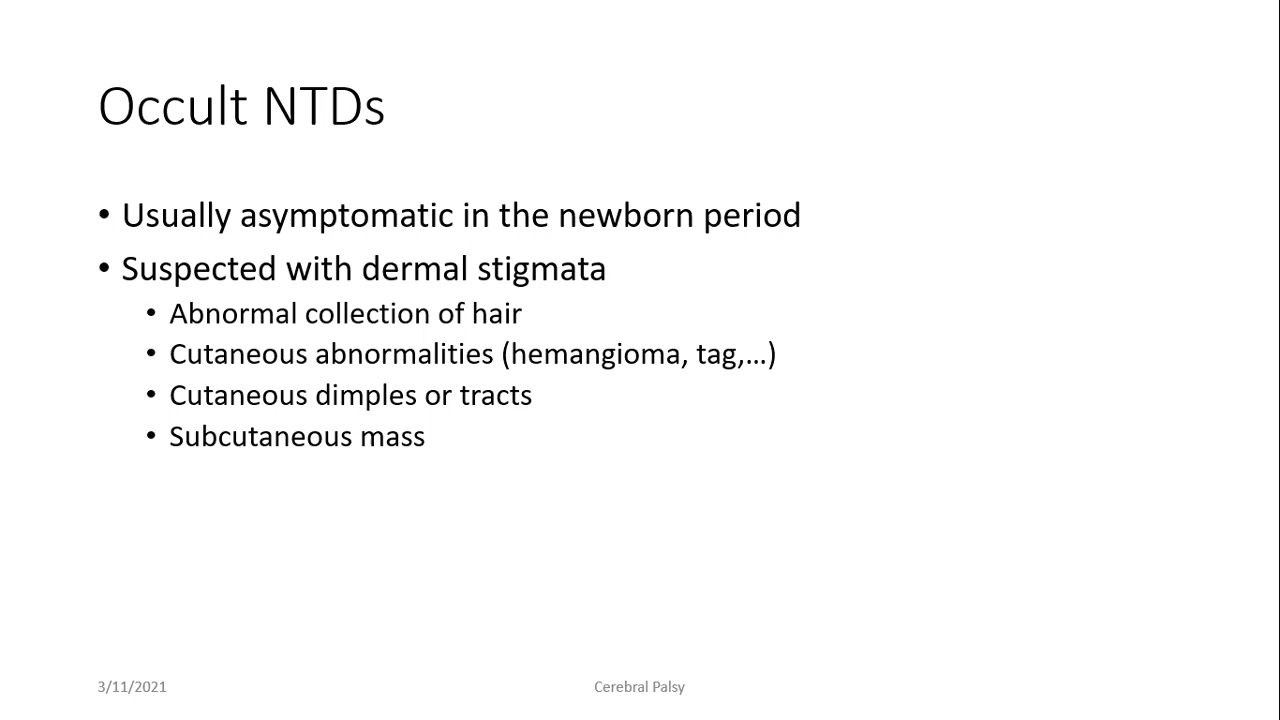 Occult NTDs
• Usually asymptomatic in the newborn period
• Suspected with dermal stigmata
• Abnormal collection of hair
• Cutaneous abnormalities (hemangioma, tag,...)
• Cutaneous dimples or tracts
• Subcutaneous mass
3/11/2021
Cerebral Palsy